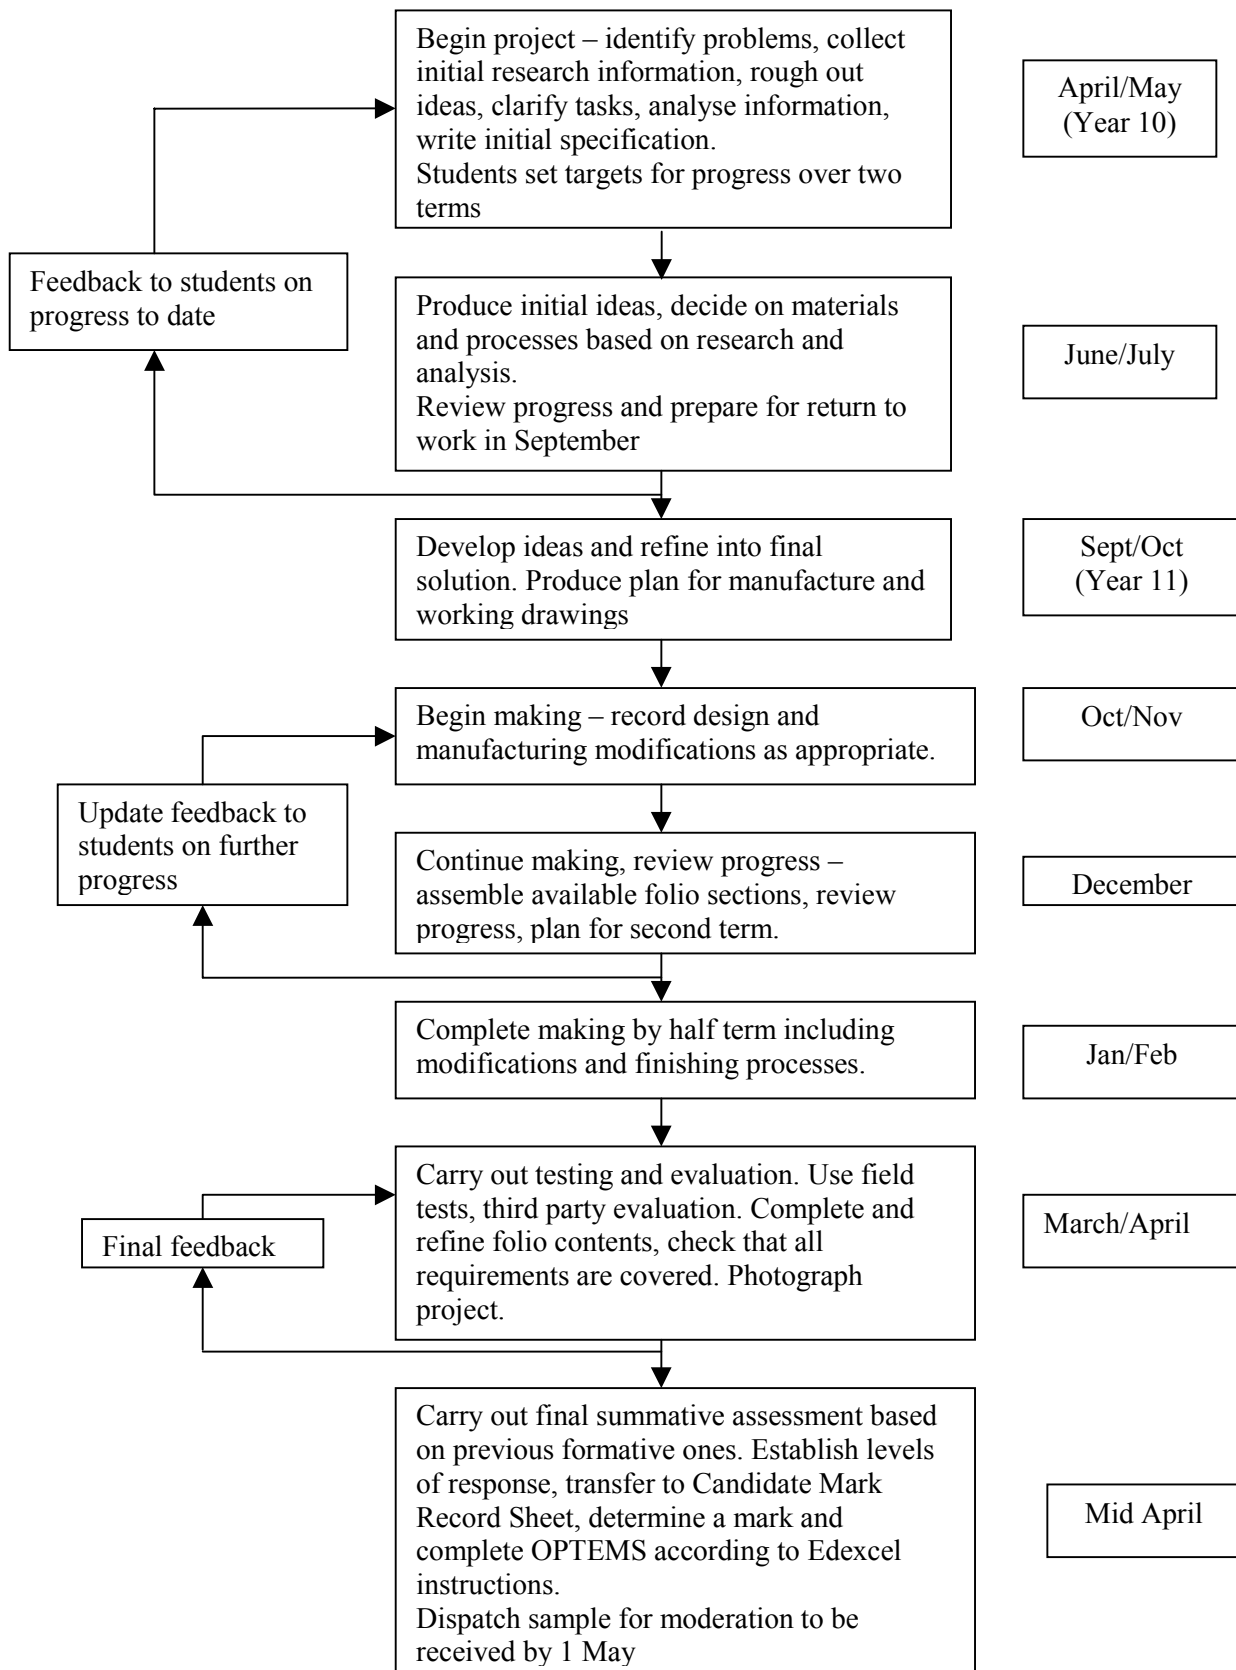 Begin project – identify problems, collect
initial research information, rough out
ideas, clarify tasks, analyse information,
write initial specification.
Students set targets for progress over two
terms
April/May
(Year 10)
Feedback to students on
progress to date
Produce initial ideas, decide on materials
and processes based on research and
analysis.
Review progress and prepare for return to
work in September
June/July
Develop ideas and refine into final
solution. Produce plan for manufacture and
working drawings
Sept/Oct
(Year 11)
Begin making – record design and
manufacturing modifications as appropriate.
Oct/Nov
Update feedback to
students on further
progress
Continue making, review progress –
assemble available folio sections, review
progress, plan for second term.
December
Complete making by half term including
modifications and finishing processes.
Jan/Feb
Carry out testing and evaluation. Use field
tests, third party evaluation. Complete and
refine folio contents, check that all
requirements are covered. Photograph
project.
March/April
Final feedback
Carry out final summative assessment based
on previous formative ones. Establish levels
of response, transfer to Candidate Mark
Record Sheet, determine a mark and
complete OPTEMS according to Edexcel
instructions.
Dispatch sample for moderation to be
received by 1 May
Mid April